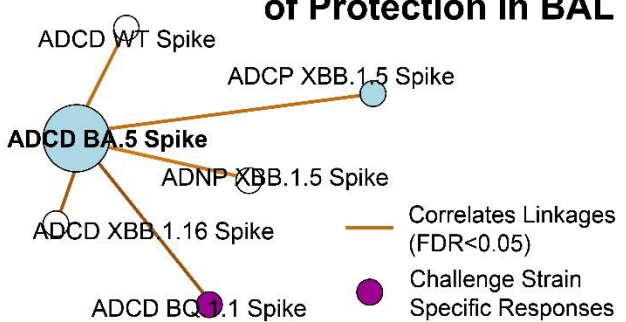 of Protection in BAL
ADCD WT Spike
ADCP XBB.1.5 Spike
ADCD BA.5 Spike
ADNP XBB.1.5 Spike
ADCD XBB.1.16 Spike
ADCD BQ.1.1 Spike
Correlates Linkages
(FDR<0.05)
Challenge Strain
Specific Responses